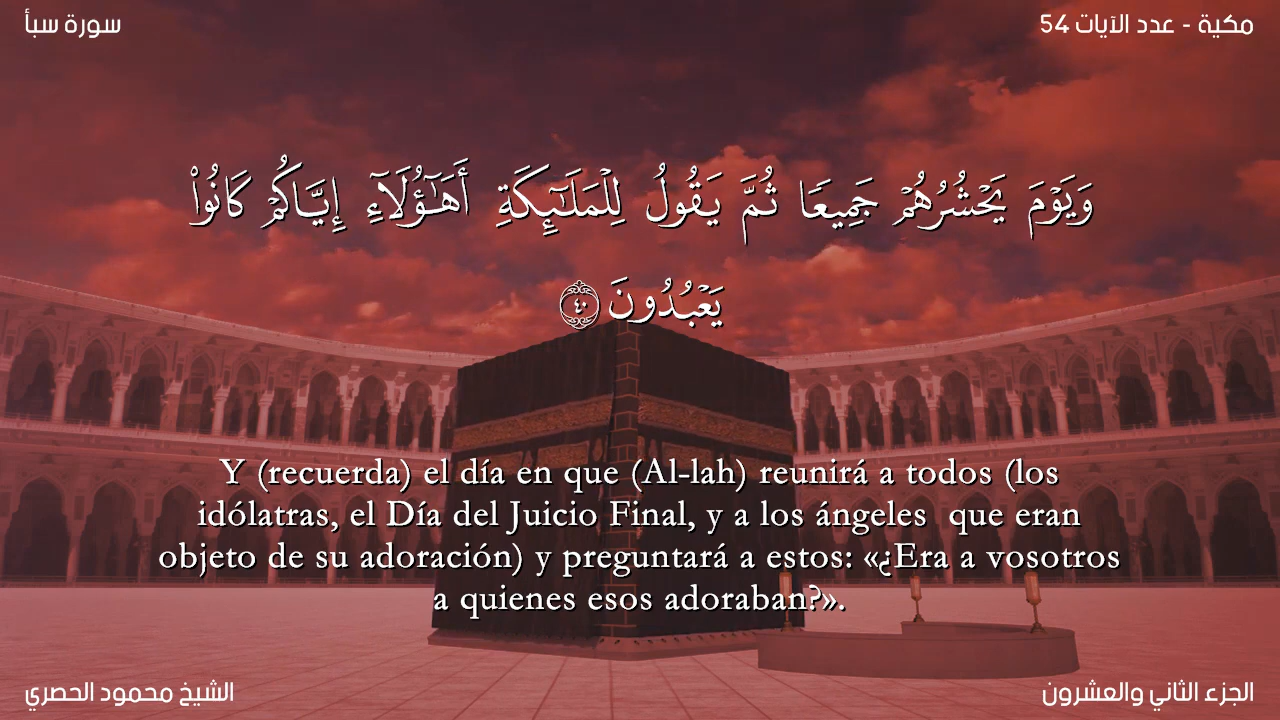 سورة سبأ
مكية - عدد الآيات 54
وَيَوْمَ يَحْشُرُهُمْ جَمِيعًا ثُمَّ يَقُولُ لِلْمَلَٰٓئِكَةِ أَهَٰٓؤُلَآءِ إِيَّاكُمْ كَانُوا۟
يَعْبُدُونَ ٤٠
Y (recuerda) el día en que (Al-lah) reunirá a todos (los
idólatras, el Día del Juicio Final, y a los ángeles  que eran
objeto de su adoración) y preguntará a estos: «¿Era a vosotros
a quienes esos adoraban?».
الشيخ محمود الحصري
الجزء الثاني والعشرون